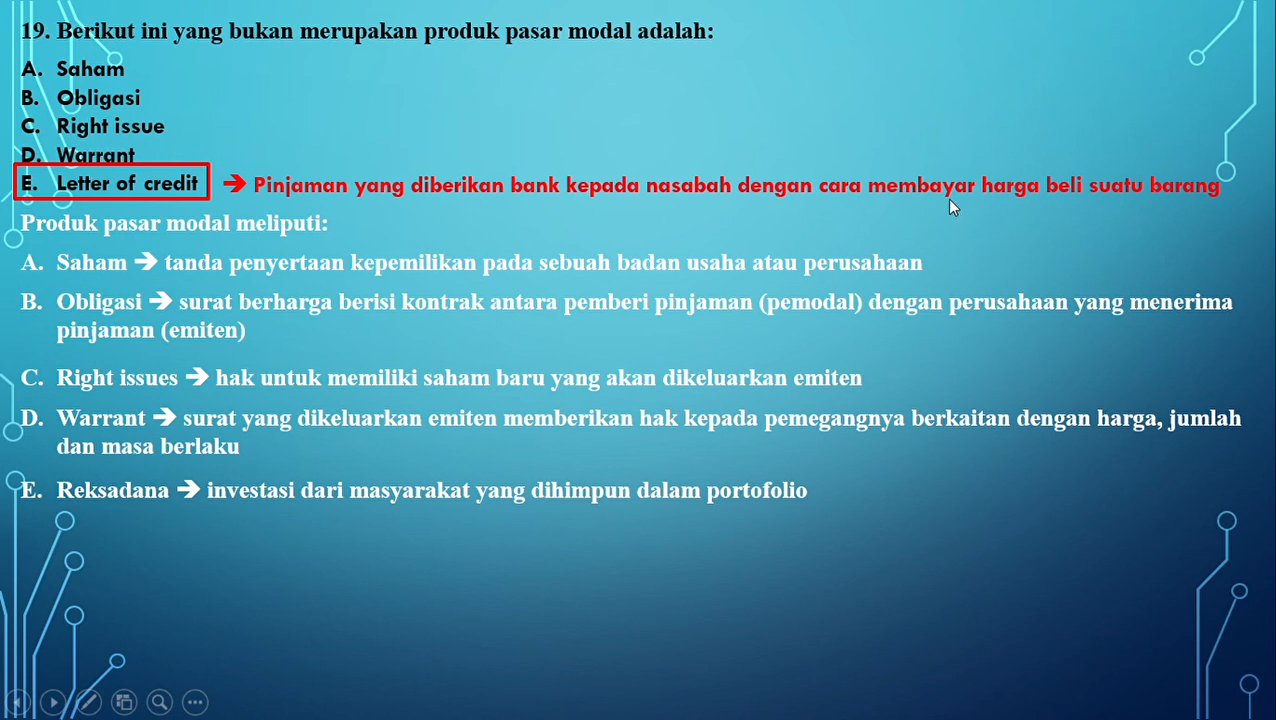 19. Berikut ini yang bukan merupakan produk pasar modal adalah:
A. Saham
B. Obligasi
C. Right issue
D. Warrant
E. Letter of credit ➔ Pinjaman yang diberikan bank kepada nasabah dengan cara membayar harga beli suatu barang
Produk pasar modal meliputi:
A. Saham ➔ tanda penyertaan kepemilikan pada sebuah badan usaha atau perusahaan
B. Obligasi ➔ surat berharga berisi kontrak antara pemberi pinjaman (pemodal) dengan perusahaan yang menerima
pinjaman (emiten)
C. Right issues ➔ hak untuk memiliki saham baru yang akan dikeluarkan emiten
D. Warrant ➔ surat yang dikeluarkan emiten memberikan hak kepada pemegangnya berkaitan dengan harga, jumlah
dan masa berlaku
E. Reksadana ➔ investasi dari masyarakat yang dihimpun dalam portofolio